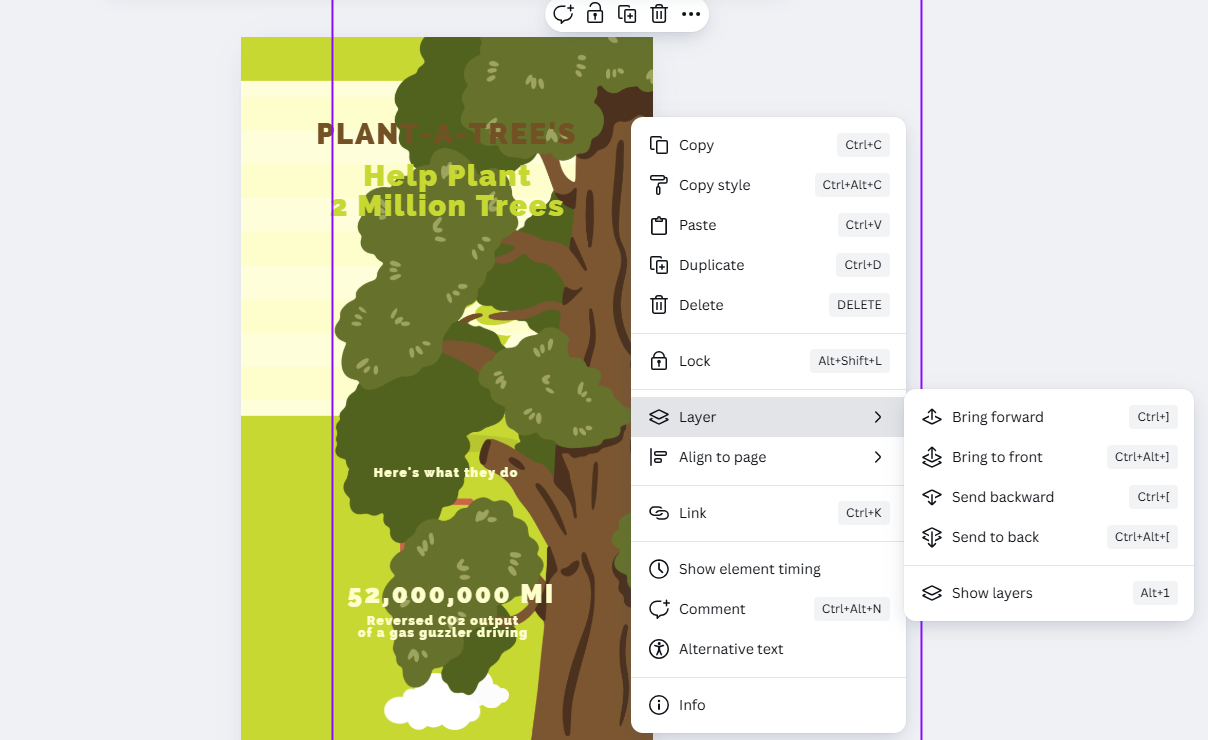 PLANT-A-TREE'S
Help Plant
2 Million Trees
Here's what they do
52,000,000 MI
Reversed CO2 output
of a gas guzzler driving
Copy Ctrl+C
Copy style Ctrl+Alt+C
Paste Ctrl+V
Duplicate Ctrl+D
Delete DELETE
Lock Alt+Shift+L
Layer
Align to page
Link Ctrl+K
Show element timing
Comment Ctrl+Alt+N
Alternative text
Info
Bring forward Ctrl+]
Bring to front Ctrl+Alt+]
Send backward Ctrl+[
Send to back Ctrl+Alt+[
Show layers Alt+1